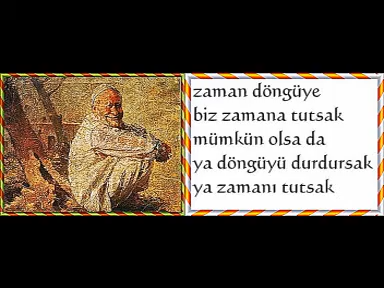 zaman döngüye
biz zamana tutsak
mümkün olsa da
ya döngüyü durdursak
ya zamanı tutsak